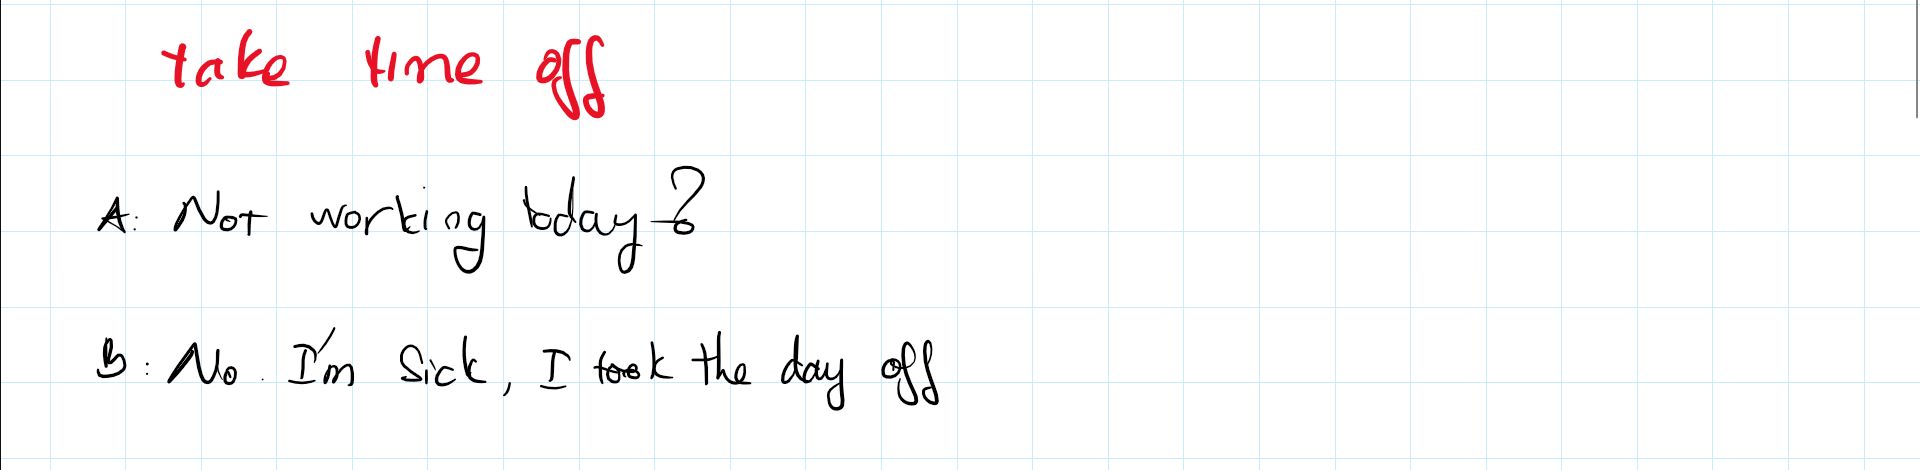 take time off
A: Not working today?
B: No. I'm Sick, I took the day off